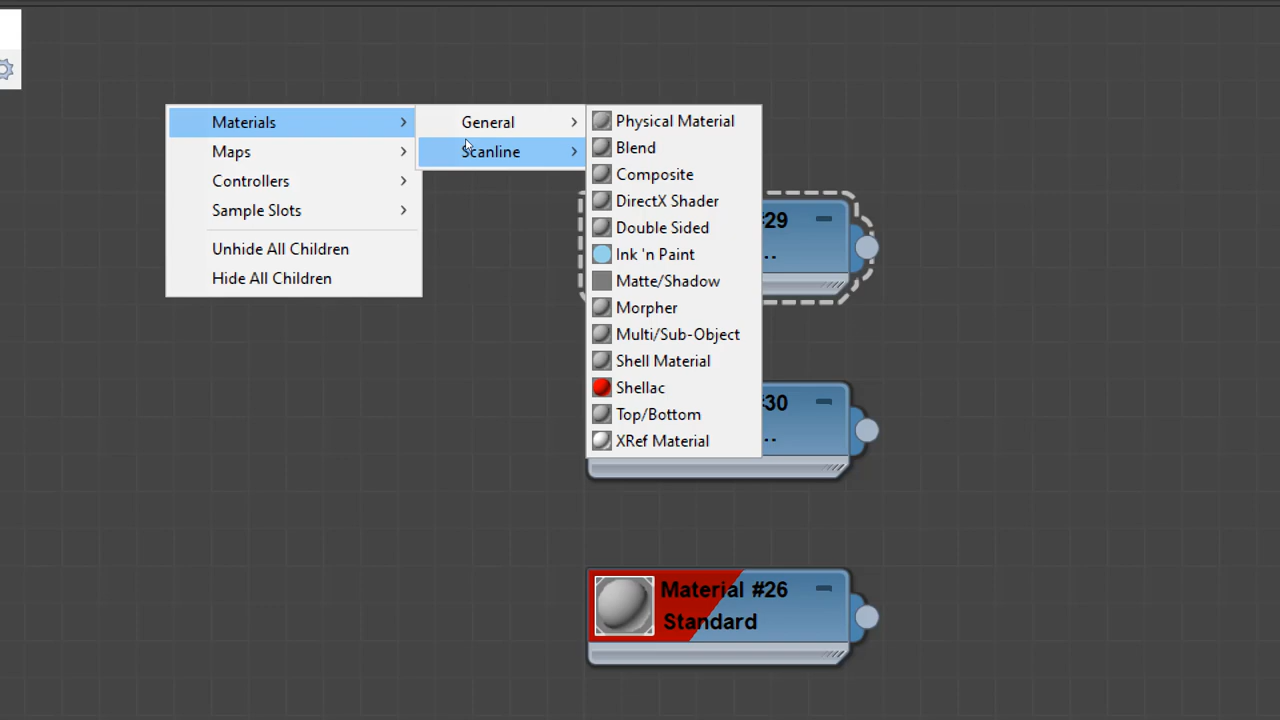 Materials
Maps
Controllers
Sample Slots
Unhide All Children
Hide All Children
General
Scanline
Physical Material
Blend
Composite
DirectX Shader
Double Sided
Ink 'n Paint
Matte/Shadow
Morpher
Multi/Sub-Object
Shell Material
Shellac
Top/Bottom
XRef Material
#29
..
#30
..
Material #26
Standard